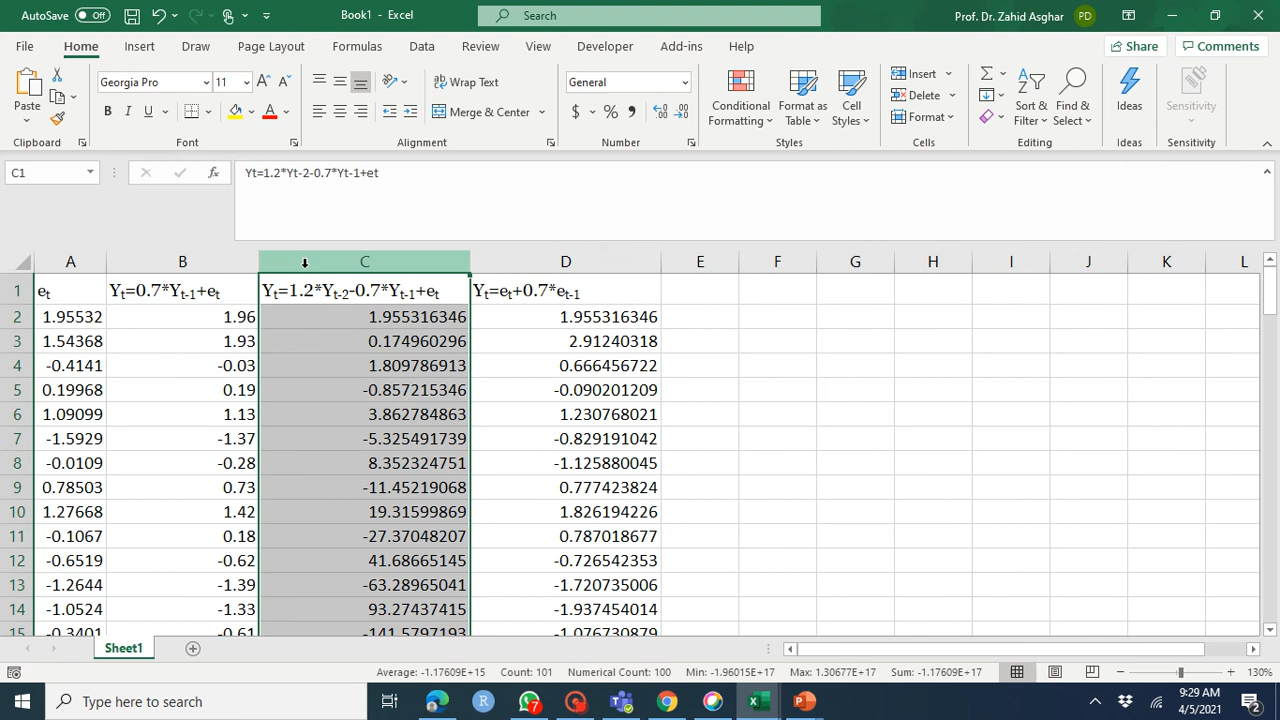 AutoSave Off Book1 - Excel Search Prof. Dr. Zahid Asghar PD
File Home Insert Draw Page Layout Formulas Data Review View Developer Add-ins Help Share Comments
Paste Georgia Pro 11 Wrap Text General Conditional Formatting Format as Table Cell Styles Insert Sort & Filter Find & Select Ideas Sensitivity
B I U Merge & Center $ % Delete
Format
Clipboard Font Alignment Number Styles Cells Editing Ideas Sensitivity
C1 fx Yt=1.2*Yt-2-0.7*Yt-1+et
A B C D E F G H I J K L
1 et Yt=0.7*Yt-1+et Yt=1.2*Yt-2-0.7*Yt-1+et Yt=et+0.7*et-1
2 1.95532 1.96 1.955316346 1.955316346
3 1.54368 1.93 0.174960296 2.91240318
4 -0.4141 -0.03 1.809786913 0.666456722
5 0.19968 0.19 -0.857215346 -0.090201209
6 1.09099 1.13 3.862784863 1.230768021
7 -1.5929 -1.37 -5.325491739 -0.829191042
8 -0.0109 -0.28 8.352324751 -1.125880045
9 0.78503 0.73 -11.45219068 0.777423824
10 1.27668 1.42 19.31599869 1.826194226
11 -0.1067 0.18 -27.37048207 0.787018677
12 -0.6519 -0.62 41.68665145 -0.726542353
13 -1.2644 -1.39 -63.28965041 -1.720735006
14 -1.0524 -1.33 93.27437415 -1.937454014
15 -0.3401 -0.61 -141.5797193 -1.076730879
Sheet1
Average: -1.17609E+15 Count: 101 Numerical Count: 100 Min: -1.96015E+17 Max: 1.30677E+17 Sum: -1.17609E+17 130%
Type here to search R 7 9:29 AM
4/5/2021 2